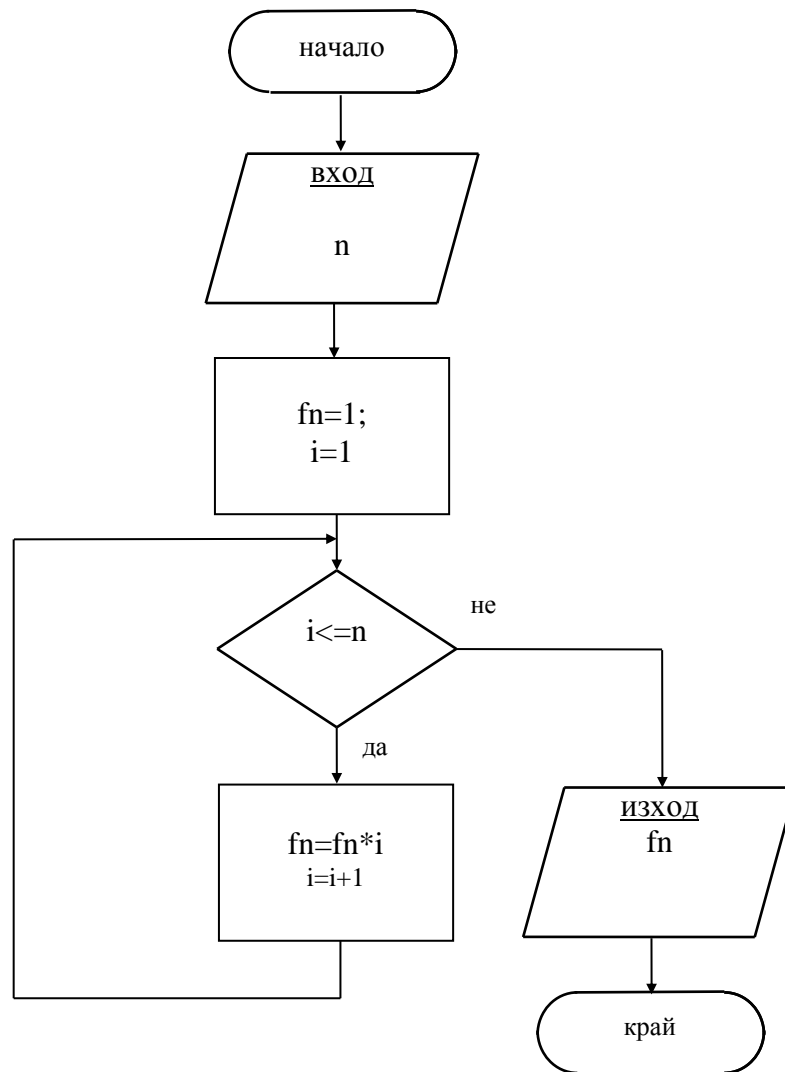 начало
вход
n
fn=1;
i=1
i<=n
не
да
fn=fn*i
i=i+1
изход
fn
край